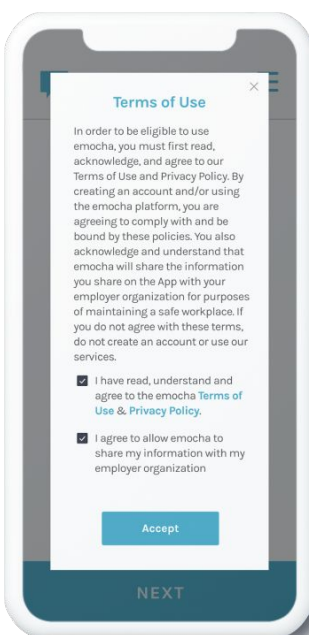 Terms of Use
In order to be eligible to use
emocha, you must first read,
acknowledge, and agree to our
Terms of Use and Privacy Policy. By
creating an account and/or using
the emocha platform, you are
agreeing to comply with and be
bound by these policies. You also
acknowledge and understand that
emocha will share the information
you share on the App with your
employer organization for purposes
of maintaining a safe workplace. If
you do not agree with these terms,
do not create an account or use our
services.
I have read, understand and
agree to the emocha Terms of
Use & Privacy Policy.
I agree to allow emocha to
share my information with my
employer organization
Accept
NEXT